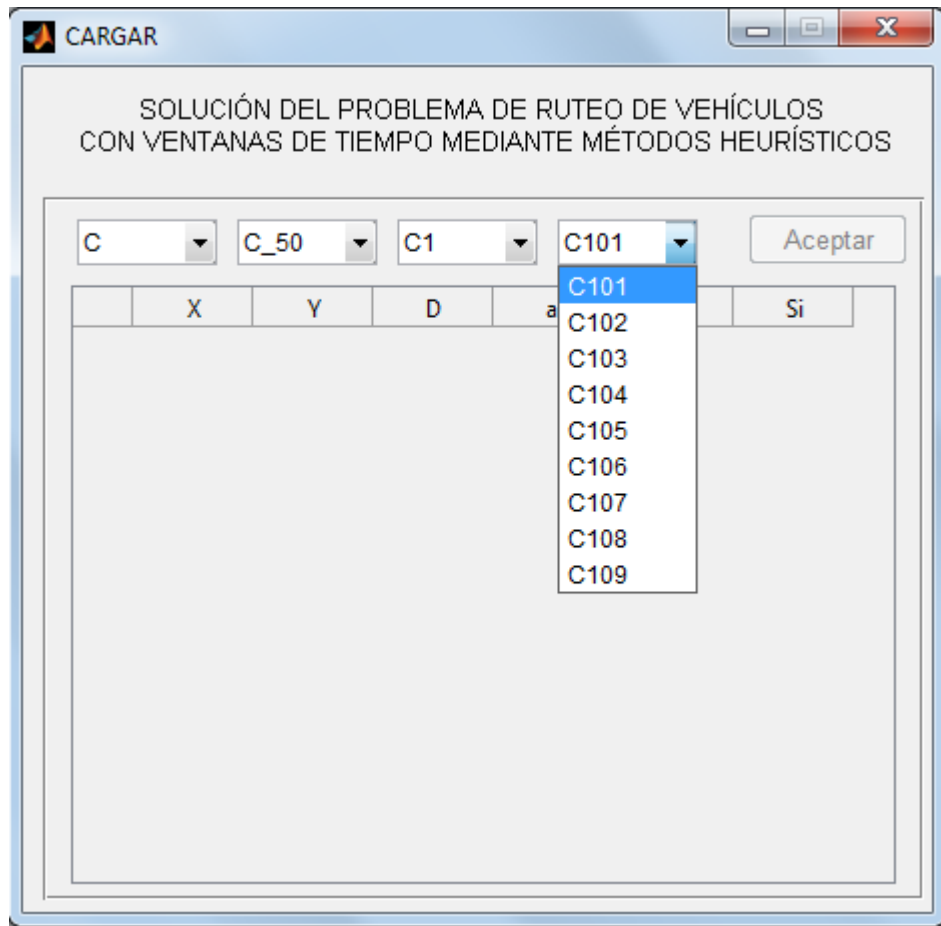 CARGAR
SOLUCIÓN DEL PROBLEMA DE RUTEO DE VEHÍCULOS
CON VENTANAS DE TIEMPO MEDIANTE MÉTODOS HEURÍSTICOS
C C_50 C1 C101 Aceptar
X Y D a Si
C101
C102
C103
C104
C105
C106
C107
C108
C109